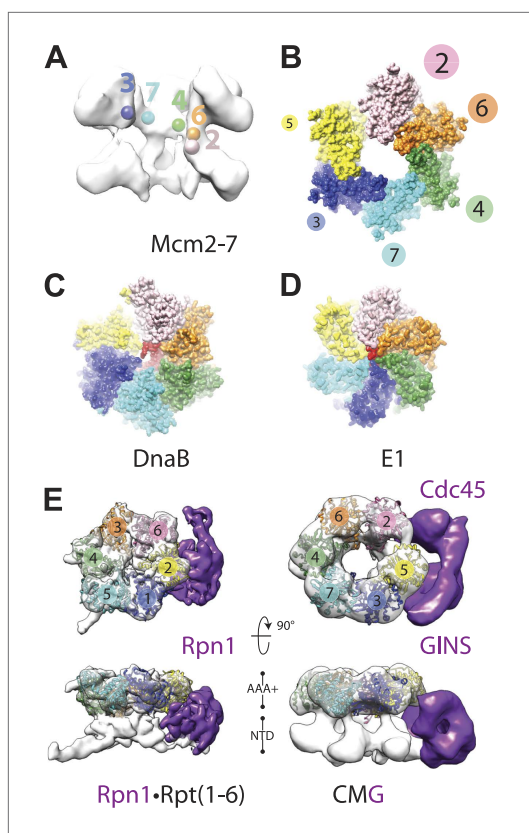 A
3 7 4 6 2
Mcm2-7
B
2
6
5
3
4
7
C
DnaB
D
E1
E
3 6
4 2
5 1
Rpn1
Rpn1•Rpt(1-6)
90°
AAA+
NTD
Cdc45
6 2
4 5
7 3
GINS
CMG